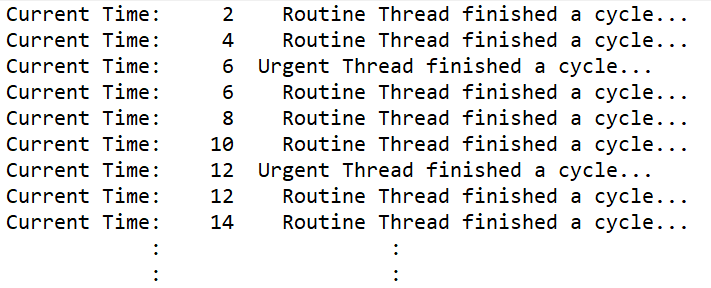 Current Time:    2    Routine Thread finished a cycle...
Current Time:    4    Routine Thread finished a cycle...
Current Time:    6  Urgent Thread finished a cycle...
Current Time:    6    Routine Thread finished a cycle...
Current Time:    8    Routine Thread finished a cycle...
Current Time:    10    Routine Thread finished a cycle...
Current Time:    12  Urgent Thread finished a cycle...
Current Time:    12    Routine Thread finished a cycle...
Current Time:    14    Routine Thread finished a cycle...
:    :
:    :